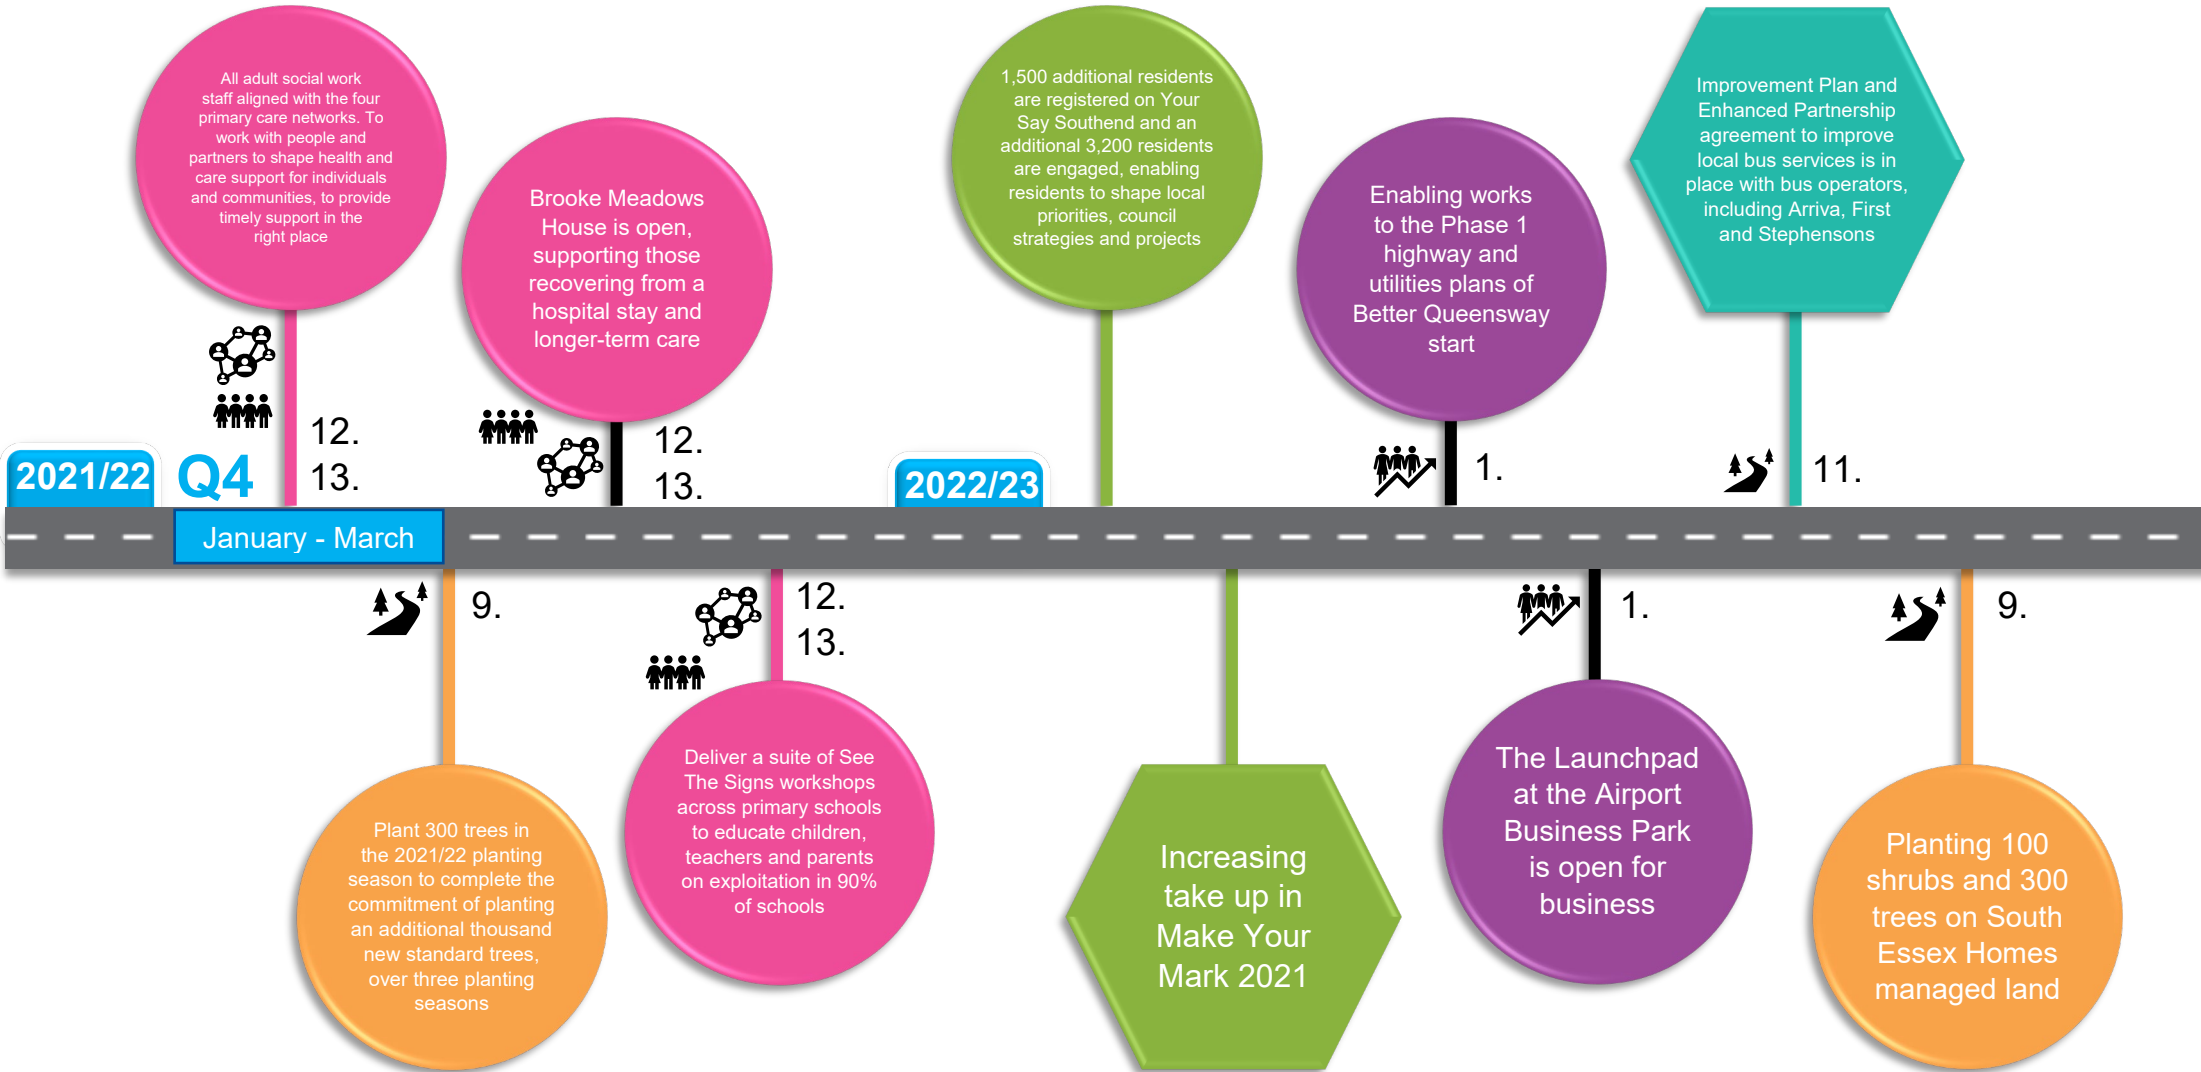 All adult social work
staff aligned with the four
primary care networks. To
work with people and
partners to shape health and
care support for individuals
and communities, to provide
timely support in the
right place
12.
13.
Brooke Meadows
House is open,
supporting those
recovering from a
hospital stay and
longer-term care
12.
13.
1,500 additional residents
are registered on Your
Say Southend and an
additional 3,200 residents
are engaged, enabling
residents to shape local
priorities, council
strategies and projects
Enabling works
to the Phase 1
highway and
utilities plans of
Better Queensway
start
1.
Improvement Plan and
Enhanced Partnership
agreement to improve
local bus services is in
place with bus operators,
including Arriva, First
and Stephensons
11.
2021/22
Q4
2022/23
January - March
9.
Plant 300 trees in
the 2021/22 planting
season to complete the
commitment of planting
an additional thousand
new standard trees,
over three planting
seasons
12.
13.
Deliver a suite of See
The Signs workshops
across primary schools
to educate children,
teachers and parents
on exploitation in 90%
of schools
Increasing
take up in
Make Your
Mark 2021
1.
The Launchpad
at the Airport
Business Park
is open for
business
9.
Planting 100
shrubs and 300
trees on South
Essex Homes
managed land